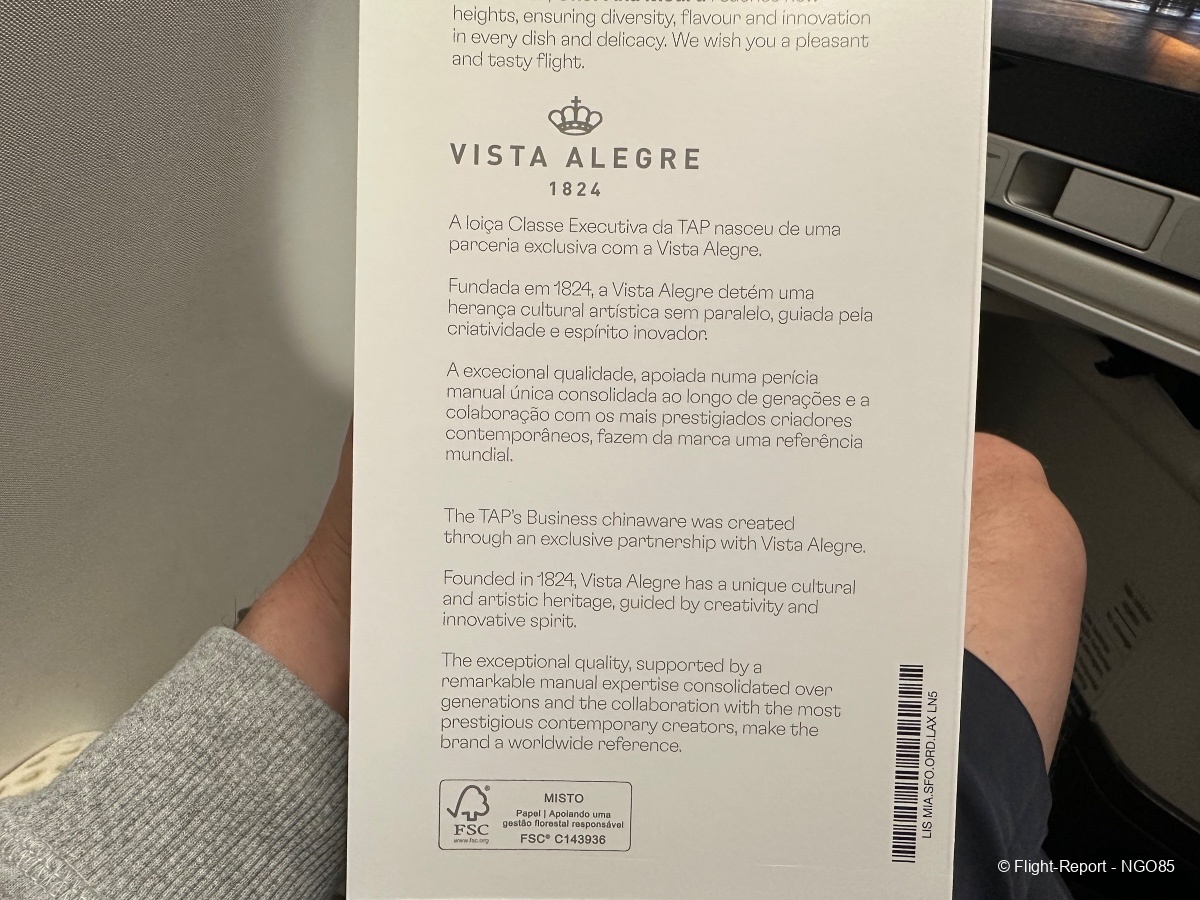 heights, ensuring diversity, flavour and innovation
in every dish and delicacy. We wish you a pleasant
and tasty flight.
VISTA ALEGRE
1824
A loiça Classe Executiva da TAP nasceu de uma
parceria exclusiva com a Vista Alegre.
Fundada em 1824, a Vista Alegre detém uma
herança cultural artística sem paralelo, guiada pela
criatividade e espírito inovador.
A excecional qualidade, apoiada numa perícia
manual única consolidada ao longo de gerações e a
colaboração com os mais prestigiados criadores
contemporâneos, fazem da marca uma referência
mundial.
The TAP's Business chinaware was created
through an exclusive partnership with Vista Alegre.
Founded in 1824, Vista Alegre has a unique cultural
and artistic heritage, guided by creativity and
innovative spirit.
The exceptional quality, supported by a
remarkable manual expertise consolidated over
generations and the collaboration with the most
prestigious contemporary creators, make the
brand a worldwide reference.
FSC
www.fsc.org
MISTO
Papel | Apoiando uma
gestão florestal responsável
FSC® C143936
LIS MIA.SFO.ORD.LAX LN5
© Flight-Report - NGO85